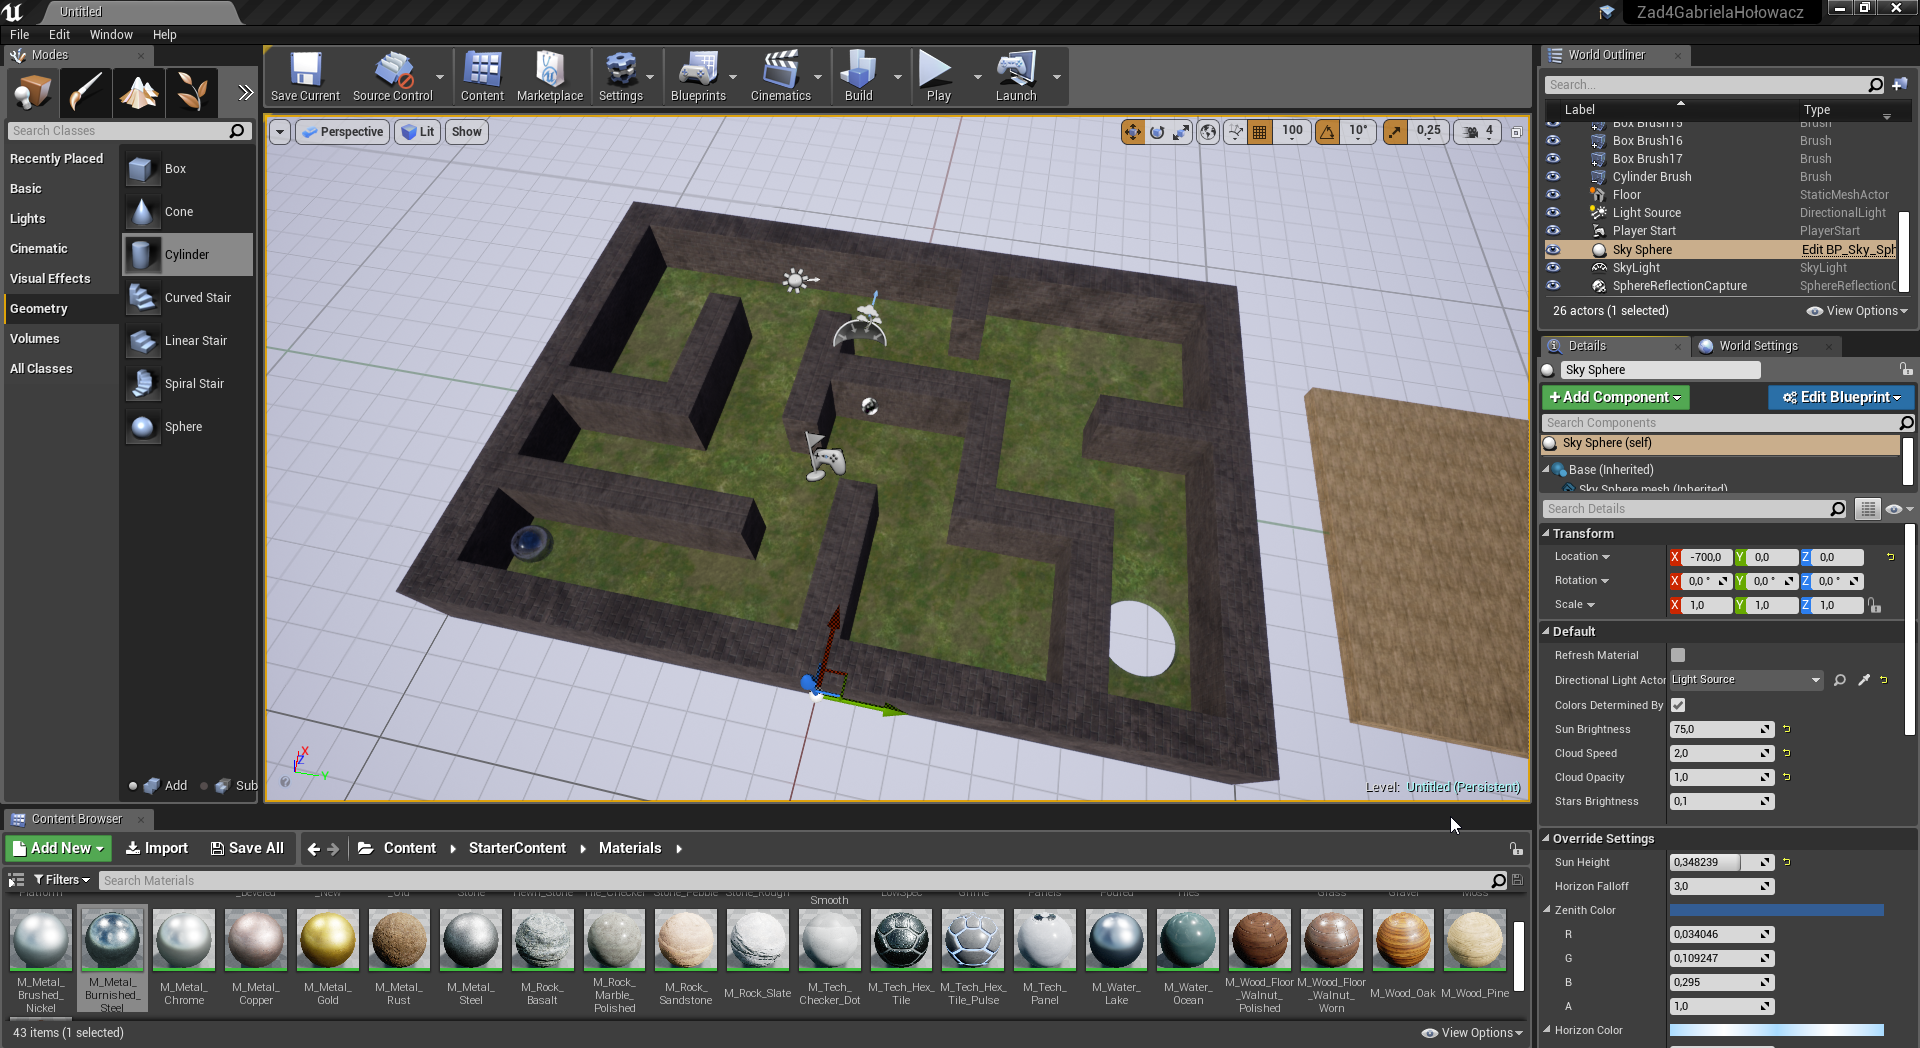 Untitled
Zad4GabrielaHołowacz
File Edit Window Help
Modes
Search Classes
Recently Placed
Basic
Lights
Cinematic
Visual Effects
Geometry
Volumes
All Classes
Box
Cone
Cylinder
Curved Stair
Linear Stair
Spiral Stair
Sphere
Add Sub
Save Current Source Control Content Marketplace Settings Blueprints Cinematics Build Play Launch
Perspective Lit Show
100 10° 0,25 4
X
Z
Y
Level: Untitled (Persistent)
World Outliner
Search...
Label Type
Box Brush15 Brush
Box Brush16 Brush
Box Brush17 Brush
Cylinder Brush Brush
Floor StaticMeshActor
Light Source DirectionalLight
Player Start PlayerStart
Sky Sphere Edit BP_Sky_Sph
SkyLight SkyLight
SphereReflectionCapture SphereReflectionC
26 actors (1 selected) View Options
Details World Settings
Sky Sphere
+Add Component Edit Blueprint
Search Components
Sky Sphere (self)
Base (Inherited)
Sky Sphere mesh (Inherited)
Search Details
Transform
Location X -700,0 Y 0,0 Z 0,0
Rotation X 0,0 ° Y 0,0 ° Z 0,0 °
Scale X 1,0 Y 1,0 Z 1,0
Default
Refresh Material
Directional Light Actor Light Source
Colors Determined By
Sun Brightness 75,0
Cloud Speed 2,0
Cloud Opacity 1,0
Stars Brightness 0,1
Override Settings
Sun Height 0,348239
Horizon Falloff 3,0
Zenith Color
R 0,034046
G 0,109247
B 0,295
A 1,0
Horizon Color
Content Browser
Add New Import Save All Content StarterContent Materials
Filters Search Materials
Smooth
M_Metal_Brushed_Nickel
M_Metal_Burnished_Steel
M_Metal_Chrome
M_Metal_Copper
M_Metal_Gold
M_Metal_Rust
M_Metal_Steel
M_Rock_Basalt
M_Rock_Marble_Polished
M_Rock_Sandstone
M_Rock_Slate
M_Tech_Checker_Dot
M_Tech_Hex_Tile
M_Tech_Hex_Tile_Pulse
M_Tech_Panel
M_Water_Lake
M_Water_Ocean
M_Wood_Floor_Walnut_Polished
M_Wood_Floor_Walnut_Worn
M_Wood_Oak
M_Wood_Pine
43 items (1 selected) View Options